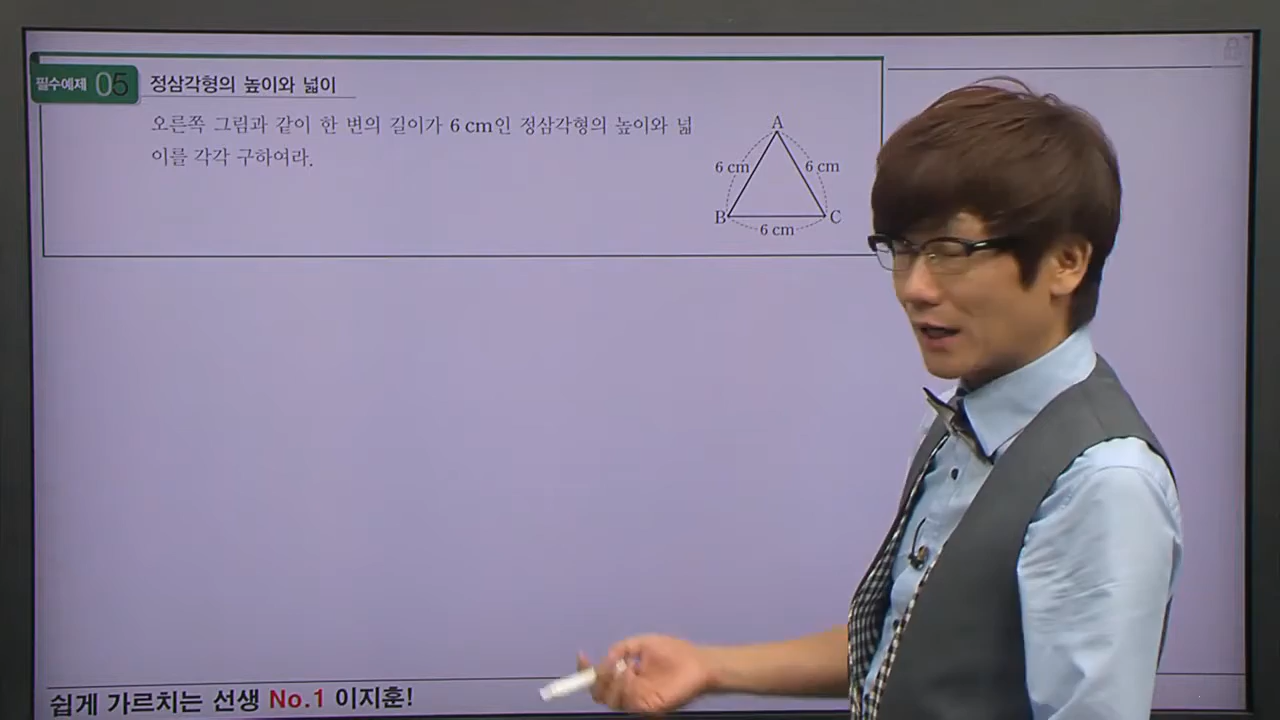 필수예제 05 정삼각형의 높이와 넓이
오른쪽 그림과 같이 한 변의 길이가 6 cm인 정삼각형의 높이와 넓
이를 각각 구하여라.
A
6 cm 6 cm
B C
6 cm
쉽게 가르치는 선생 No.1 이지훈!